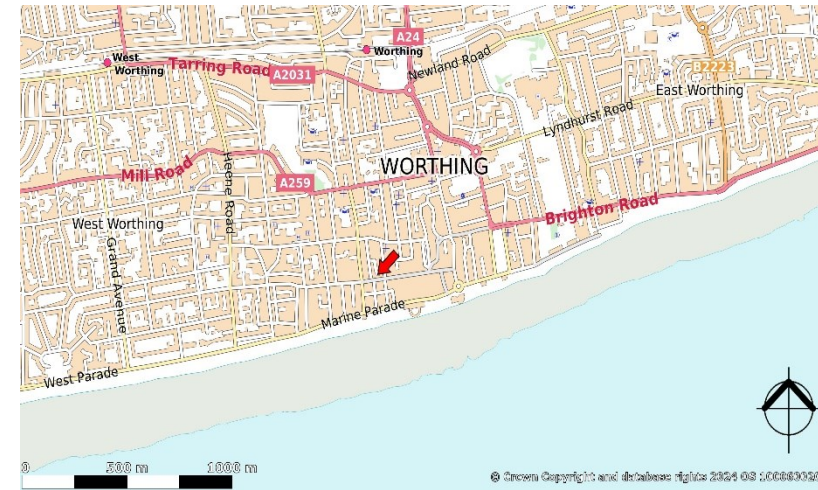 A24
West
Worthing
Worthing
Tarring Road
A2031
Newland Road
B2223
East Worthing
Lyndhurst Road
WORTHING
Mill Road
Heene Road
A259
Brighton Road
West Worthing
Grand Avenue
Marine Parade
West Parade
0 500 m 1000 m
© Crown Copyright and database rights 2024 OS